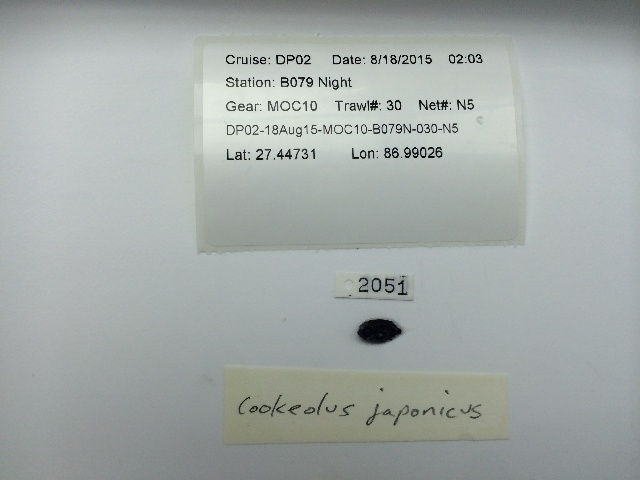 Cruise: DP02 Date: 8/18/2015 02:03
Station: B079 Night
Gear: MOC10 Trawl#: 30 Net#: N5
DP02-18Aug15-MOC10-B079N-030-N5
Lat: 27.44731 Lon: 86.99026
2051
Cookeolus japonicus